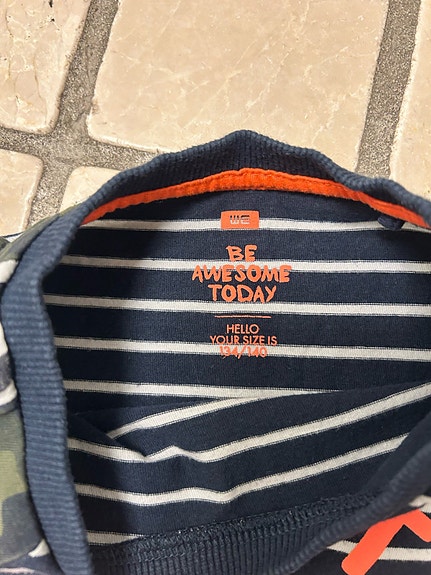 WE
BE
AWESOME
TODAY
HELLO
YOUR SIZE IS
134/140